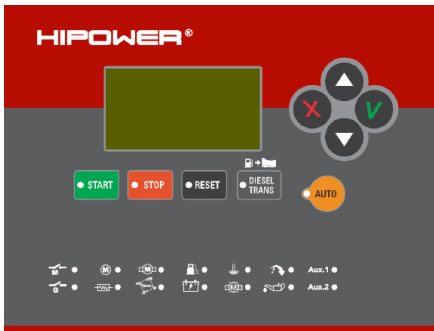 HIPOWER®
X
V
START
STOP
RESET
DIESEL
TRANS
AUTO
M
M
M
Aux.1
G
Aux.2